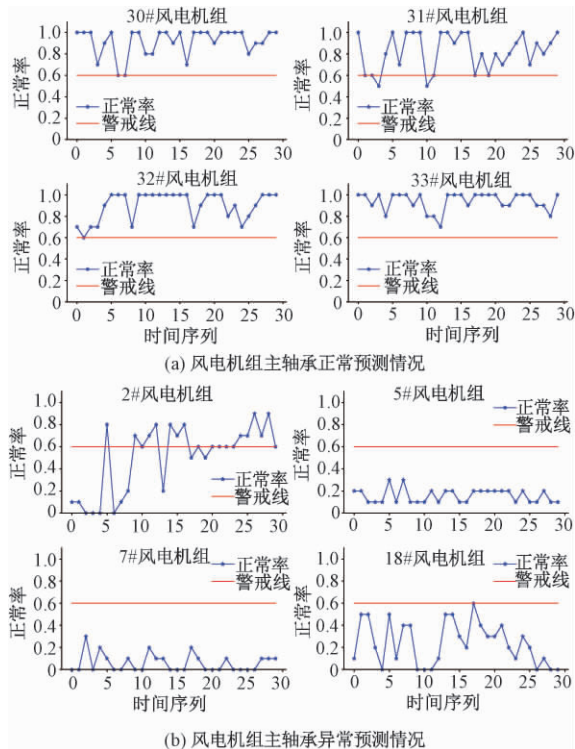 30#风电机组 31#风电机组
正常率 1.0 0.8 0.6 0.4 0.2 0 正常率 警戒线 0 5 10 15 20 25 30
正常率 1.0 0.8 0.6 0.4 0.2 0 正常率 警戒线 0 5 10 15 20 25 30
32#风电机组 33#风电机组
正常率 1.0 0.8 0.6 0.4 0.2 0 正常率 警戒线 0 5 10 15 20 25 30
正常率 1.0 0.8 0.6 0.4 0.2 0 正常率 警戒线 0 5 10 15 20 25 30
时间序列 时间序列
(a) 风电机组主轴承正常预测情况
2#风电机组 5#风电机组
正常率 1.0 0.8 0.6 0.4 0.2 0 正常率 警戒线 0 5 10 15 20 25 30
正常率 1.0 0.8 0.6 0.4 0.2 0 正常率 警戒线 0 5 10 15 20 25 30
7#风电机组 18#风电机组
正常率 1.0 0.8 0.6 0.4 0.2 0 正常率 警戒线 0 5 10 15 20 25 30
正常率 1.0 0.8 0.6 0.4 0.2 0 正常率 警戒线 0 5 10 15 20 25 30
时间序列 时间序列
(b) 风电机组主轴承异常预测情况